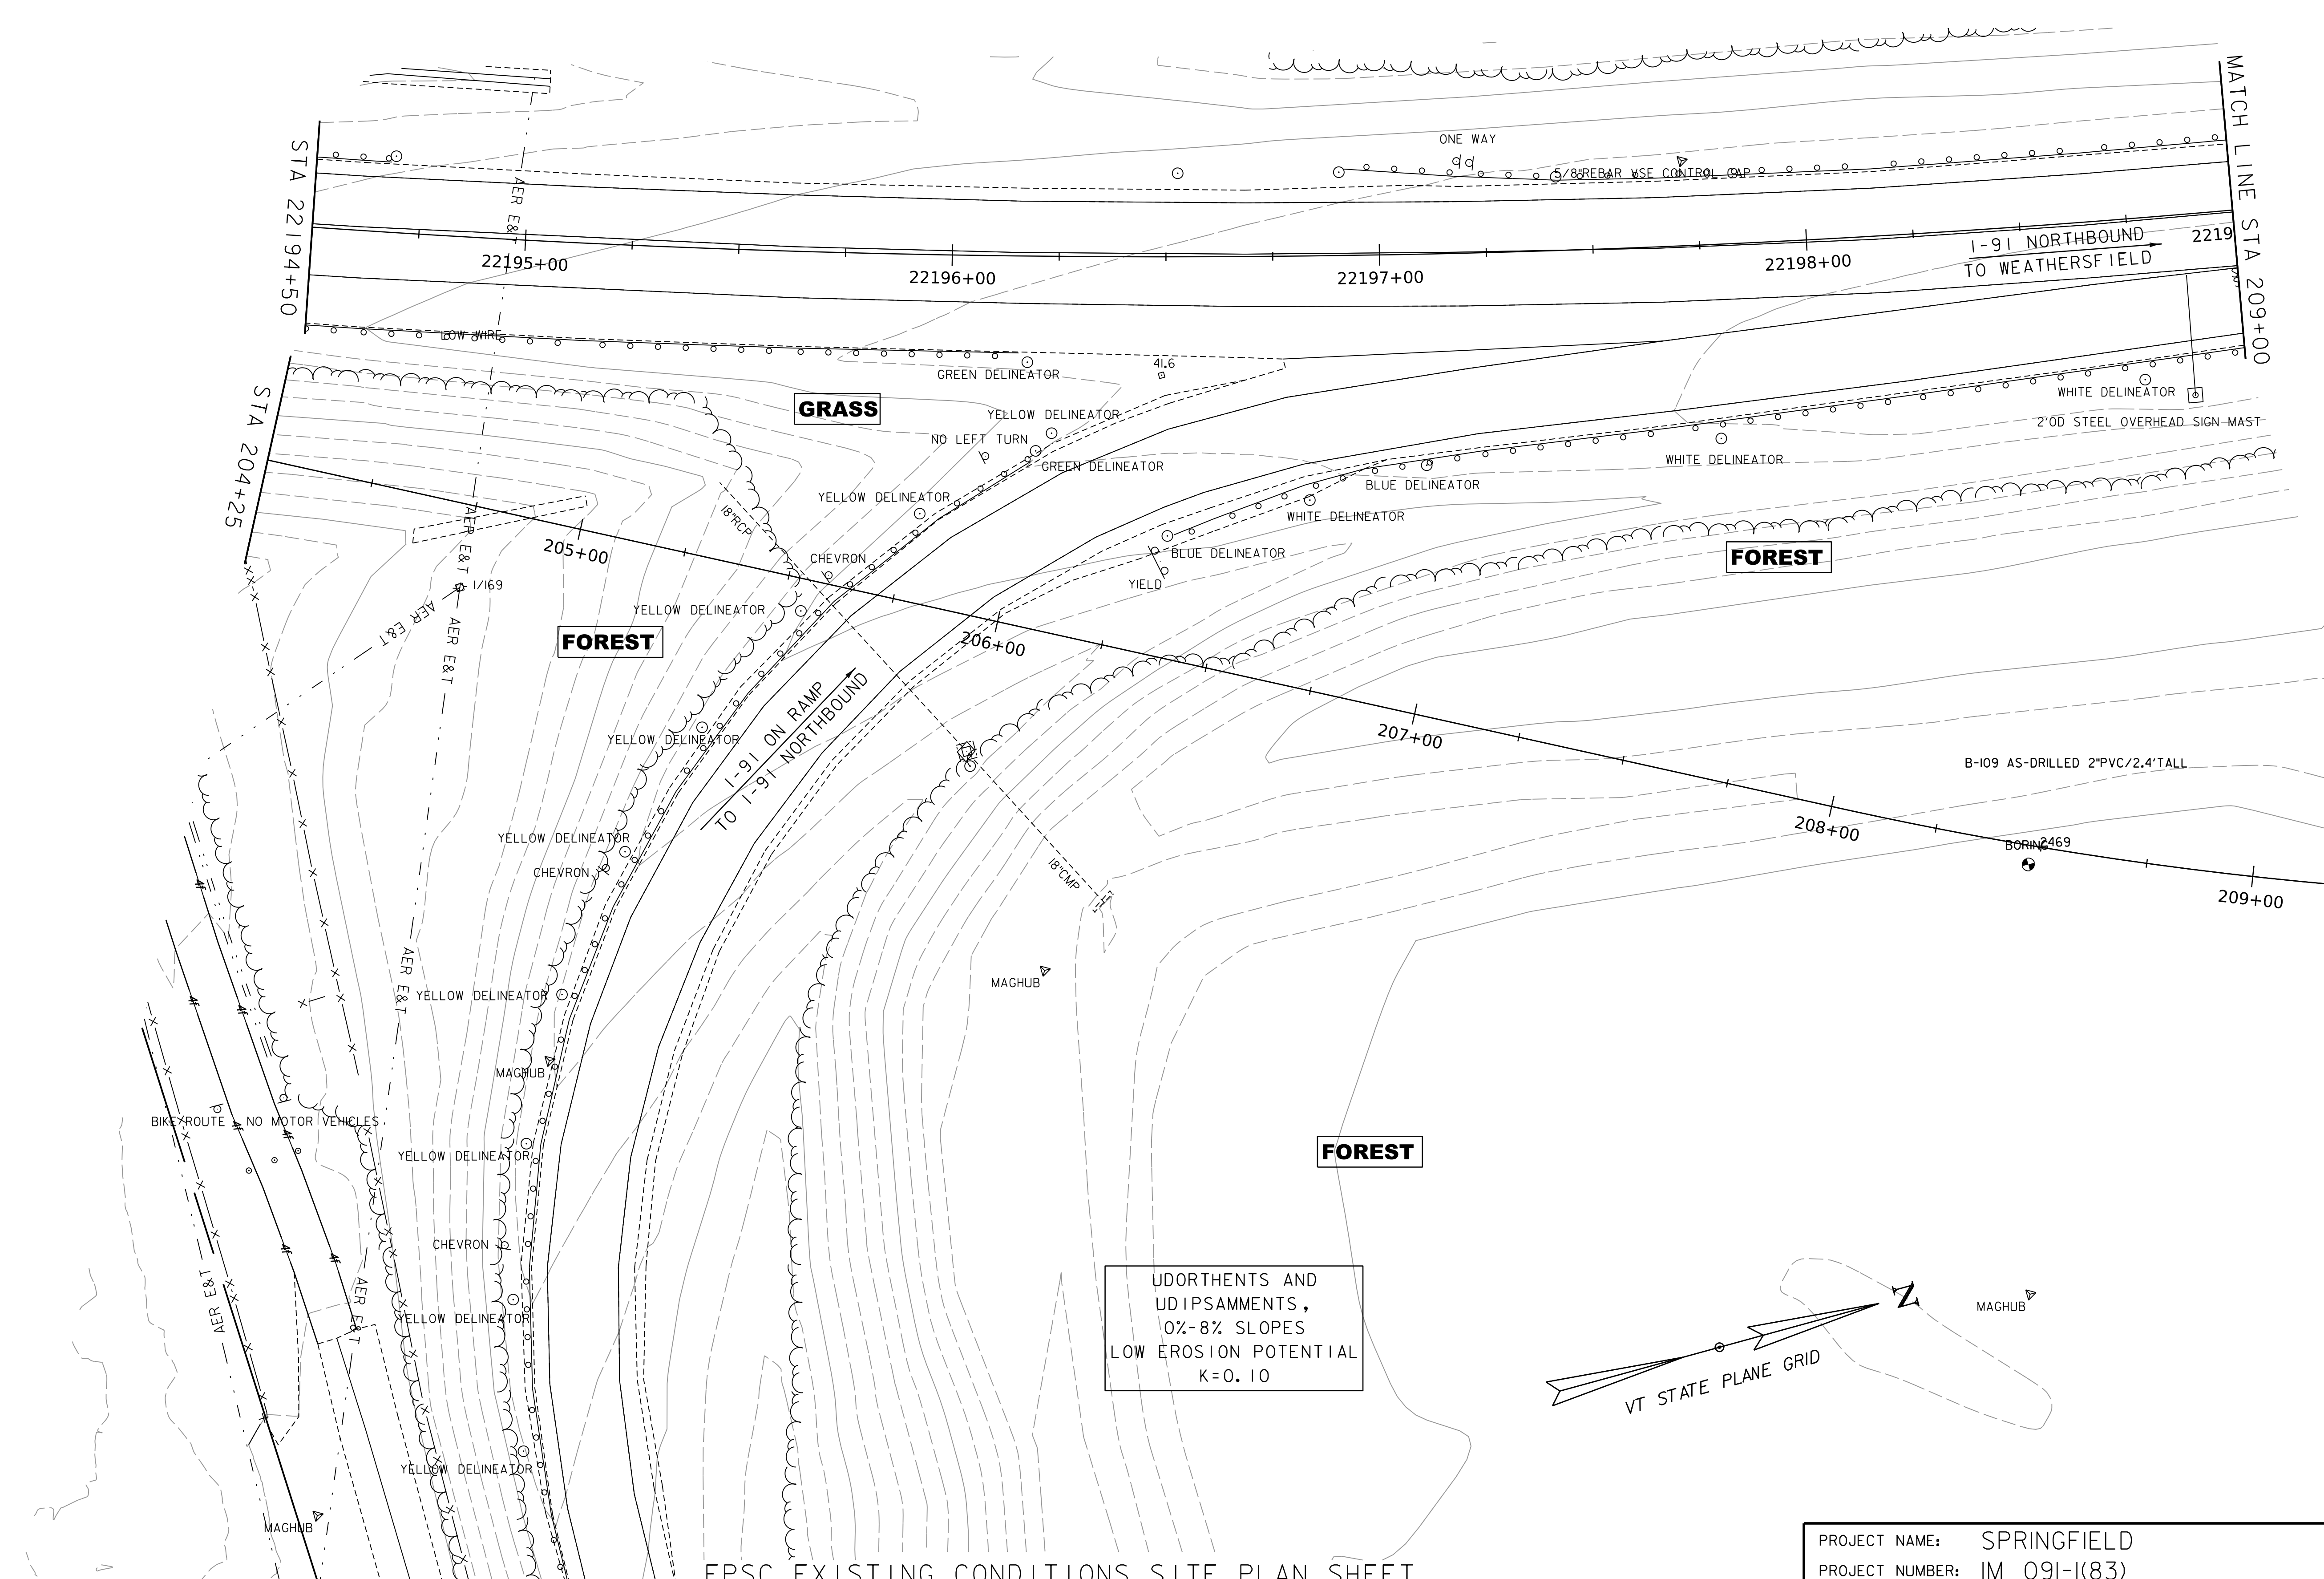 MATCH LINE STA 209+00
STA 22194+50
STA 204+25
ONE WAY
5/8"REBAR VSE CONTROL CAP
AER E&T
22195+00
22196+00
22197+00
22198+00
2219
I-91 NORTHBOUND
TO WEATHERSFIELD
LOW WIRE
GREEN DELINEATOR
41.6
GRASS
YELLOW DELINEATOR
NO LEFT TURN
GREEN DELINEATOR
WHITE DELINEATOR
2'OD STEEL OVERHEAD SIGN MAST
WHITE DELINEATOR
BLUE DELINEATOR
WHITE DELINEATOR
YELLOW DELINEATOR
18"RCP
AER E&T
205+00
CHEVRON
BLUE DELINEATOR
YIELD
FOREST
1/169
AER E&T
AER E&T
YELLOW DELINEATOR
FOREST
206+00
207+00
YELLOW DELINEATOR
I-91 ON RAMP
TO I-91 NORTHBOUND
B-109 AS-DRILLED 2"PVC/2.4'TALL
208+00
BORING
2469
209+00
YELLOW DELINEATOR
CHEVRON
18"CMP
AER E&T
YELLOW DELINEATOR
MAGHUB
MAGHUB
BIKE ROUTE
NO MOTOR VEHICLES
YELLOW DELINEATOR
FOREST
CHEVRON
AER E&T
AER E&T
YELLOW DELINEATOR
UDORTHENTS AND
UDIPSAMMENTS,
0%-8% SLOPES
LOW EROSION POTENTIAL
K=0.10
N
VT STATE PLANE GRID
MAGHUB
YELLOW DELINEATOR
MAGHUB
EPSC EXISTING CONDITIONS SITE PLAN SHEET
PROJECT NAME: SPRINGFIELD
PROJECT NUMBER: IM 091-1(83)